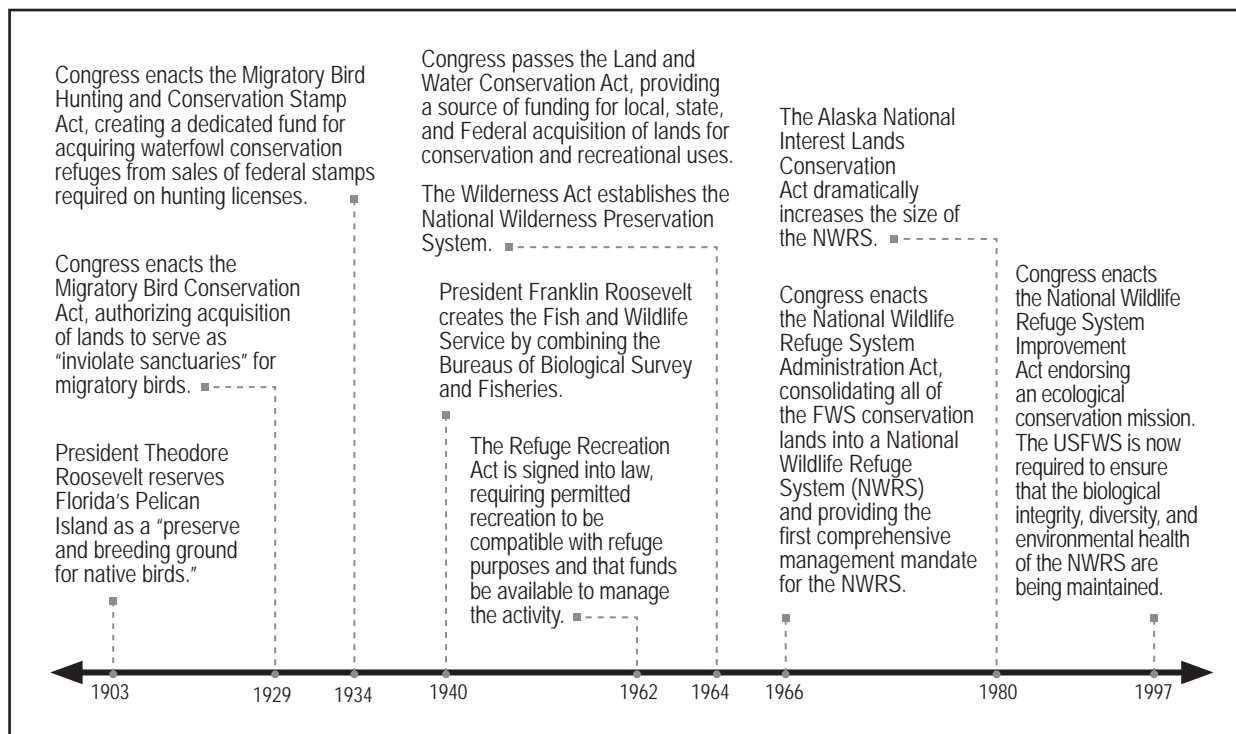 Congress enacts the Migratory Bird
Hunting and Conservation Stamp
Act, creating a dedicated fund for
acquiring waterfowl conservation
refuges from sales of federal stamps
required on hunting licenses.
Congress enacts the
Migratory Bird Conservation
Act, authorizing acquisition
of lands to serve as
“inviolate sanctuaries” for
migratory birds.
President Theodore
Roosevelt reserves
Florida’s Pelican
Island as a “preserve
and breeding ground
for native birds.”
Congress passes the Land and
Water Conservation Act, providing
a source of funding for local, state,
and Federal acquisition of lands for
conservation and recreational uses.
The Wilderness Act establishes the
National Wilderness Preservation
System.
President Franklin Roosevelt
creates the Fish and Wildlife
Service by combining the
Bureaus of Biological Survey
and Fisheries.
The Refuge Recreation
Act is signed into law,
requiring permitted
recreation to be
compatible with refuge
purposes and that funds
be available to manage
the activity.
The Alaska National
Interest Lands
Conservation
Act dramatically
increases the size of
the NWRS.
Congress enacts
the National Wildlife
Refuge System
Administration Act,
consolidating all of
the FWS conservation
lands into a National
Wildlife Refuge
System (NWRS)
and providing the
first comprehensive
management mandate
for the NWRS.
Congress enacts
the National Wildlife
Refuge System
Improvement
Act endorsing
an ecological
conservation mission.
The USFWS is now
required to ensure
that the biological
integrity, diversity, and
environmental health
of the NWRS are
being maintained.
1903 1929 1934 1940 1962 1964 1966 1980 1997